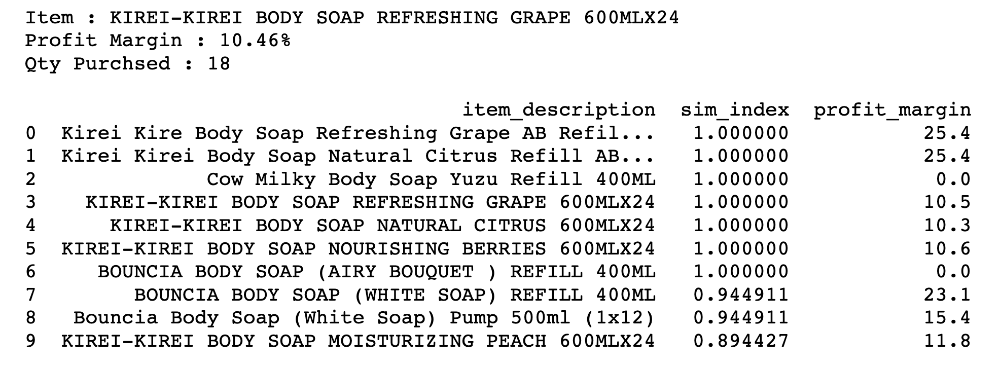 Item : KIREI-KIREI BODY SOAP REFRESHING GRAPE 600MLX24
Profit Margin : 10.46%
Qty Purchsed : 18
item_description sim_index profit_margin
0 Kirei Kire Body Soap Refreshing Grape AB Refil... 1.000000 25.4
1 Kirei Kirei Body Soap Natural Citrus Refill AB... 1.000000 25.4
2 Cow Milky Body Soap Yuzu Refill 400ML 1.000000 0.0
3 KIREI-KIREI BODY SOAP REFRESHING GRAPE 600MLX24 1.000000 10.5
4 KIREI-KIREI BODY SOAP NATURAL CITRUS 600MLX24 1.000000 10.3
5 KIREI-KIREI BODY SOAP NOURISHING BERRIES 600MLX24 1.000000 10.6
6 BOUNCIA BODY SOAP (AIRY BOUQUET ) REFILL 400ML 1.000000 0.0
7 BOUNCIA BODY SOAP (WHITE SOAP) REFILL 400ML 0.944911 23.1
8 Bouncia Body Soap (White Soap) Pump 500ml (1x12) 0.944911 15.4
9 KIREI-KIREI BODY SOAP MOISTURIZING PEACH 600MLX24 0.894427 11.8